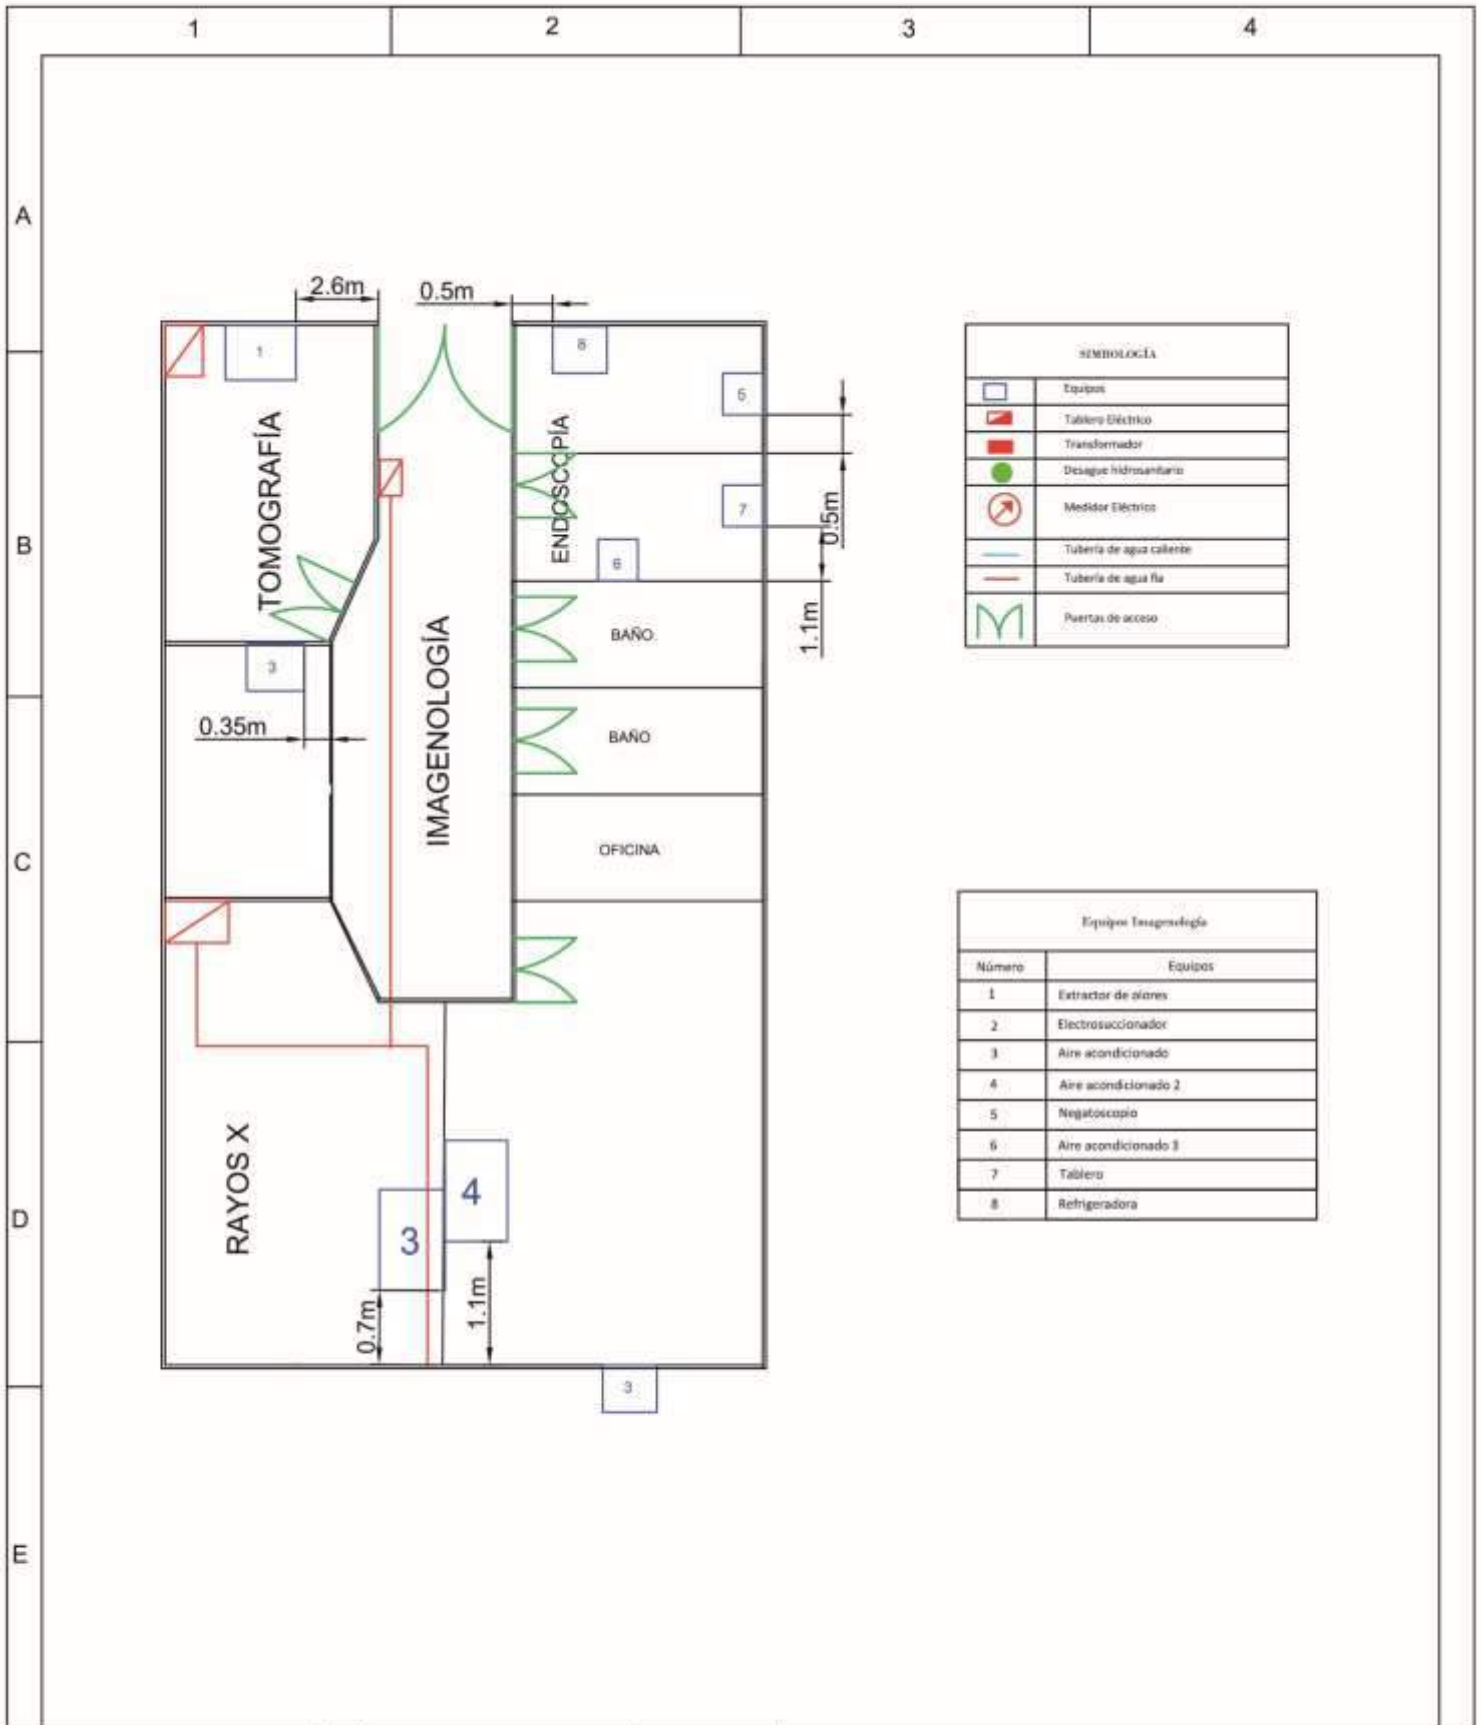 1 2 3 4
A
B
C
D
E
2.6m 0.5m
1
8
5
TOMOGRAFÍA
ENDOSCOPÍA
7
0.5m
6
1.1m
BAÑO
3
0.35m
IMAGENOLOGÍA
BAÑO
OFICINA
RAYOS X
4
3
0.7m
1.1m
3
SIMBOLOGÍA
Equipos
Tablero Eléctrico
Transformador
Desague hidrosanitario
Medidor Eléctrico
Tubería de agua caliente
Tubería de agua fia
Puertas de acceso
Equipos Imagenología
Número Equipos
1 Extractor de olores
2 Electrosuccionador
3 Aire acondicionado
4 Aire acondicionado 2
5 Negatoscopio
6 Aire acondicionado 3
7 Tablero
8 Refrigeradora